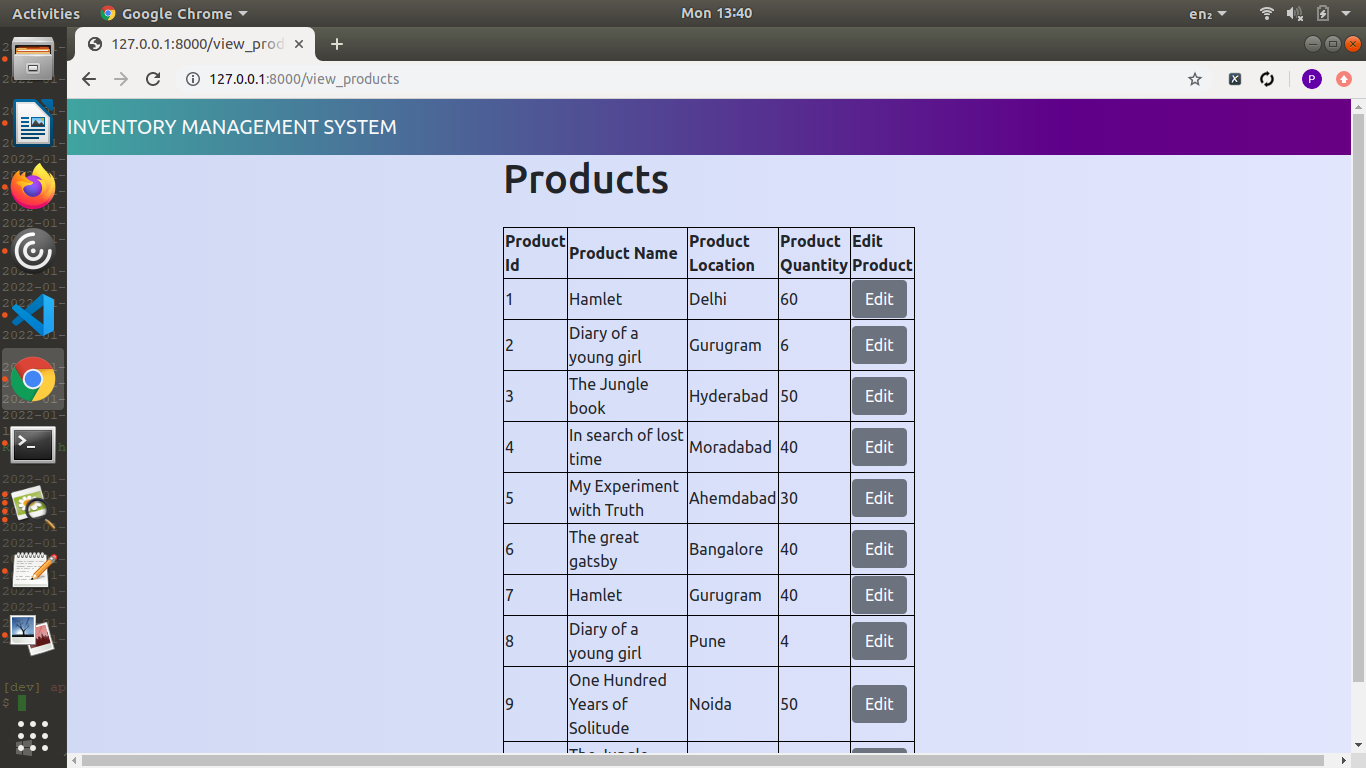 Activities Google Chrome Mon 13:40 en₂
127.0.0.1:8000/view_prod
127.0.0.1:8000/view_products P
INVENTORY MANAGEMENT SYSTEM
Products
Product Id Product Name Product Location Product Quantity Edit Product
1 Hamlet Delhi 60 Edit
2 Diary of a young girl Gurugram 6 Edit
3 The Jungle book Hyderabad 50 Edit
4 In search of lost time Moradabad 40 Edit
5 My Experiment with Truth Ahemdabad 30 Edit
6 The great gatsby Bangalore 40 Edit
7 Hamlet Gurugram 40 Edit
8 Diary of a young girl Pune 4 Edit
9 One Hundred Years of Solitude Noida 50 Edit
The Jungle
[dev] ap
$